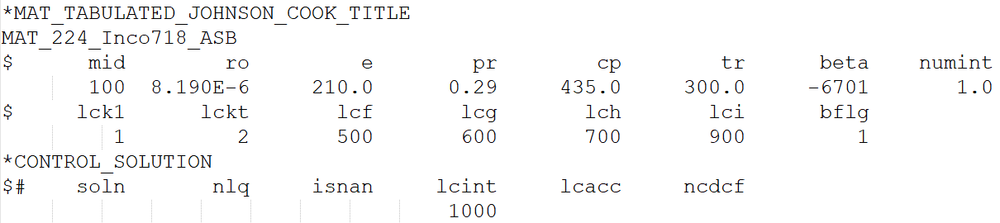 *MAT_TABULATED_JOHNSON_COOK_TITLE
MAT_224_Inco718_ASB
$ mid ro e pr cp tr beta numint
100 8.190E-6 210.0 0.29 435.0 300.0 -6701 1.0
$ lck1 lckt lcf lcg lch lci bflg
1 2 500 600 700 900 1
*CONTROL_SOLUTION
$# soln nlq isnan lcint lcacc ncdcf
1000